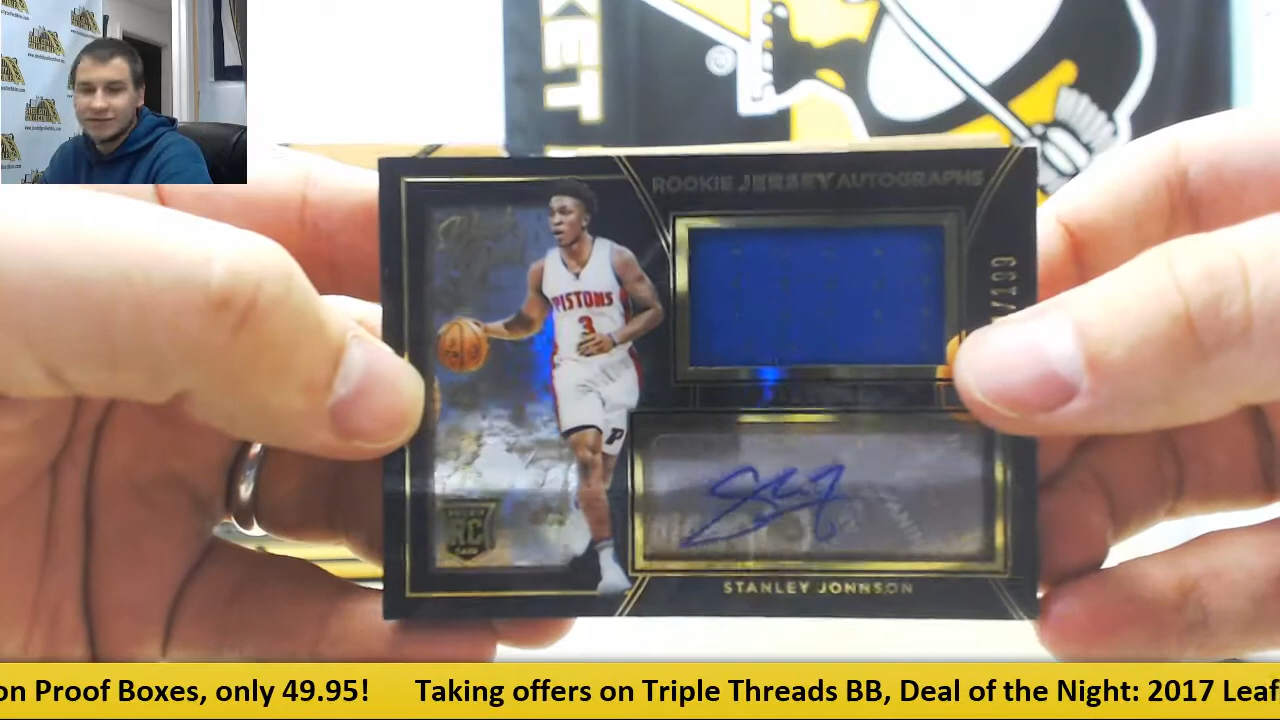 KET
®
ROOKIE JERSEY AUTOGRAPHS
/199
PISTONS
3
P
RC
STANLEY JOHNSON
on Proof Boxes, only 49.95! Taking offers on Triple Threads BB, Deal of the Night: 2017 Leaf